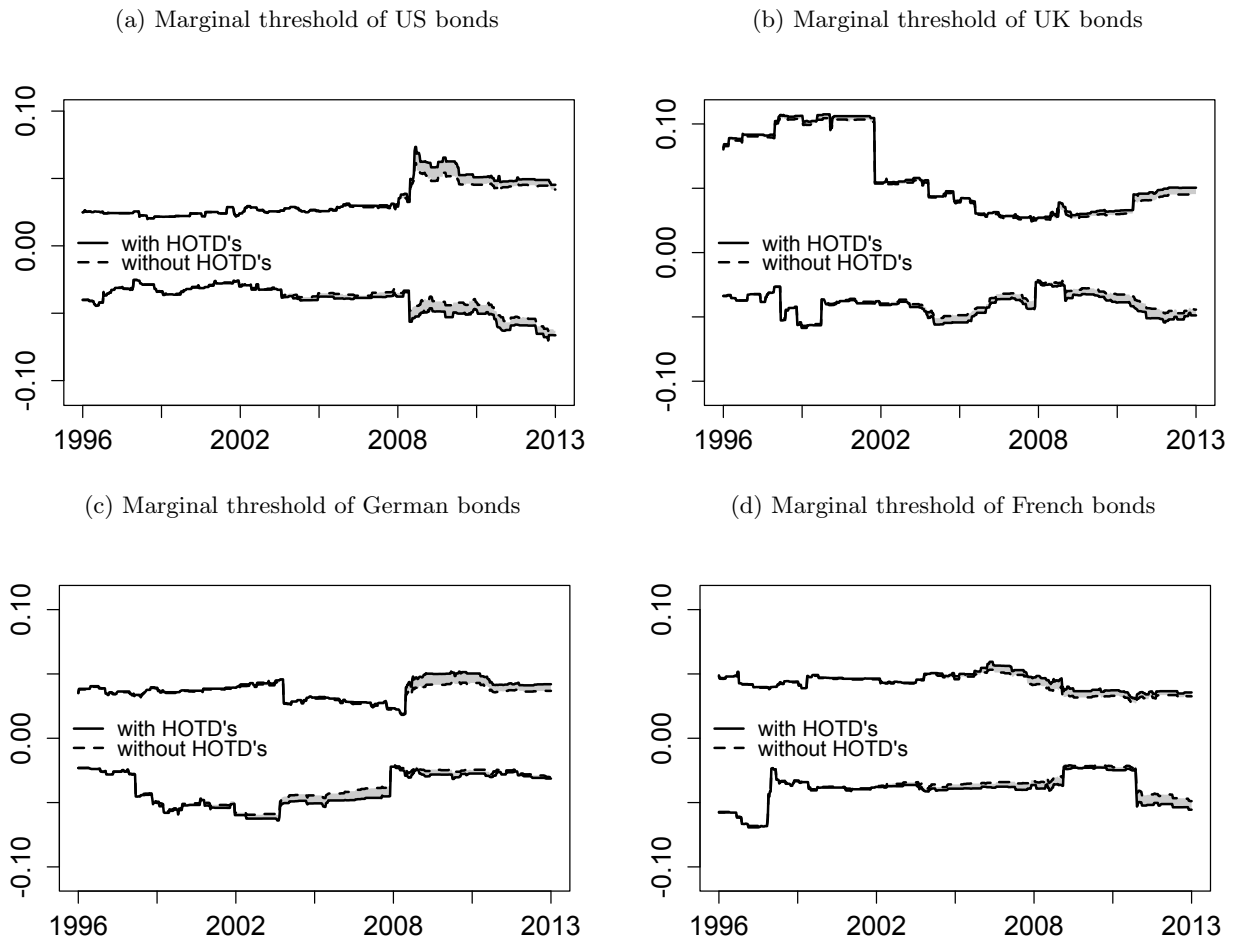 (a) Marginal threshold of US bonds
0.10
0.00
-0.10
with HOTD's
without HOTD's
1996 2002 2008 2013
(b) Marginal threshold of UK bonds
0.10
0.00
-0.10
with HOTD's
without HOTD's
1996 2002 2008 2013
(c) Marginal threshold of German bonds
0.10
0.00
-0.10
with HOTD's
without HOTD's
1996 2002 2008 2013
(d) Marginal threshold of French bonds
0.10
0.00
-0.10
with HOTD's
without HOTD's
1996 2002 2008 2013